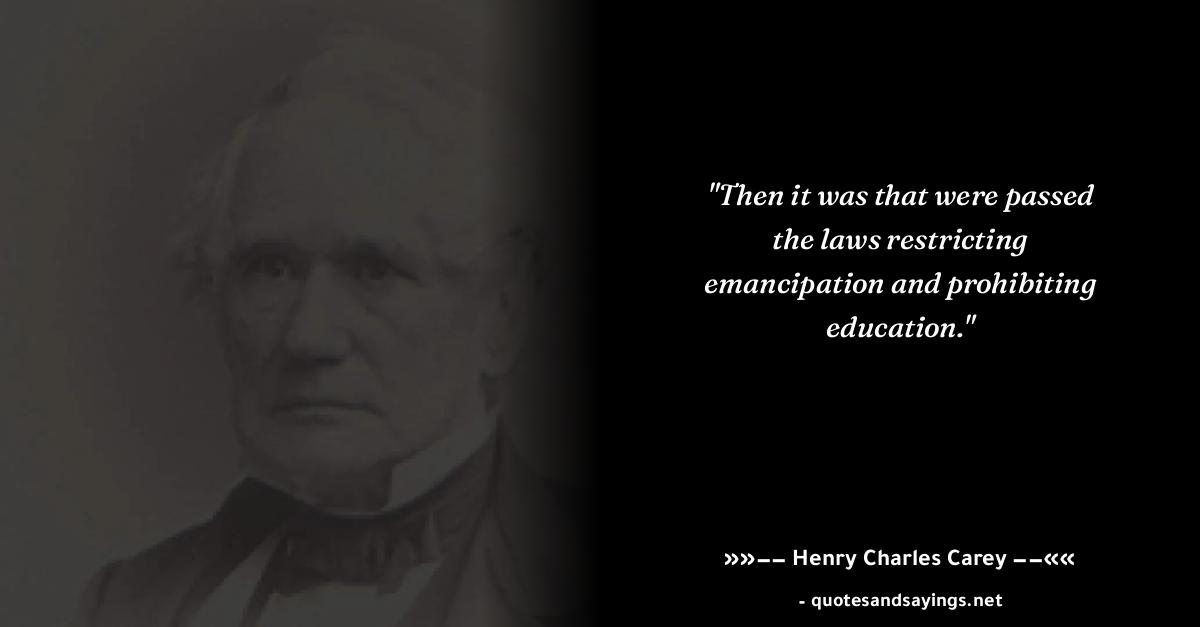 "Then it was that were passed
the laws restricting
emancipation and prohibiting
education."
»»−− Henry Charles Carey −−««
- quotesandsayings.net